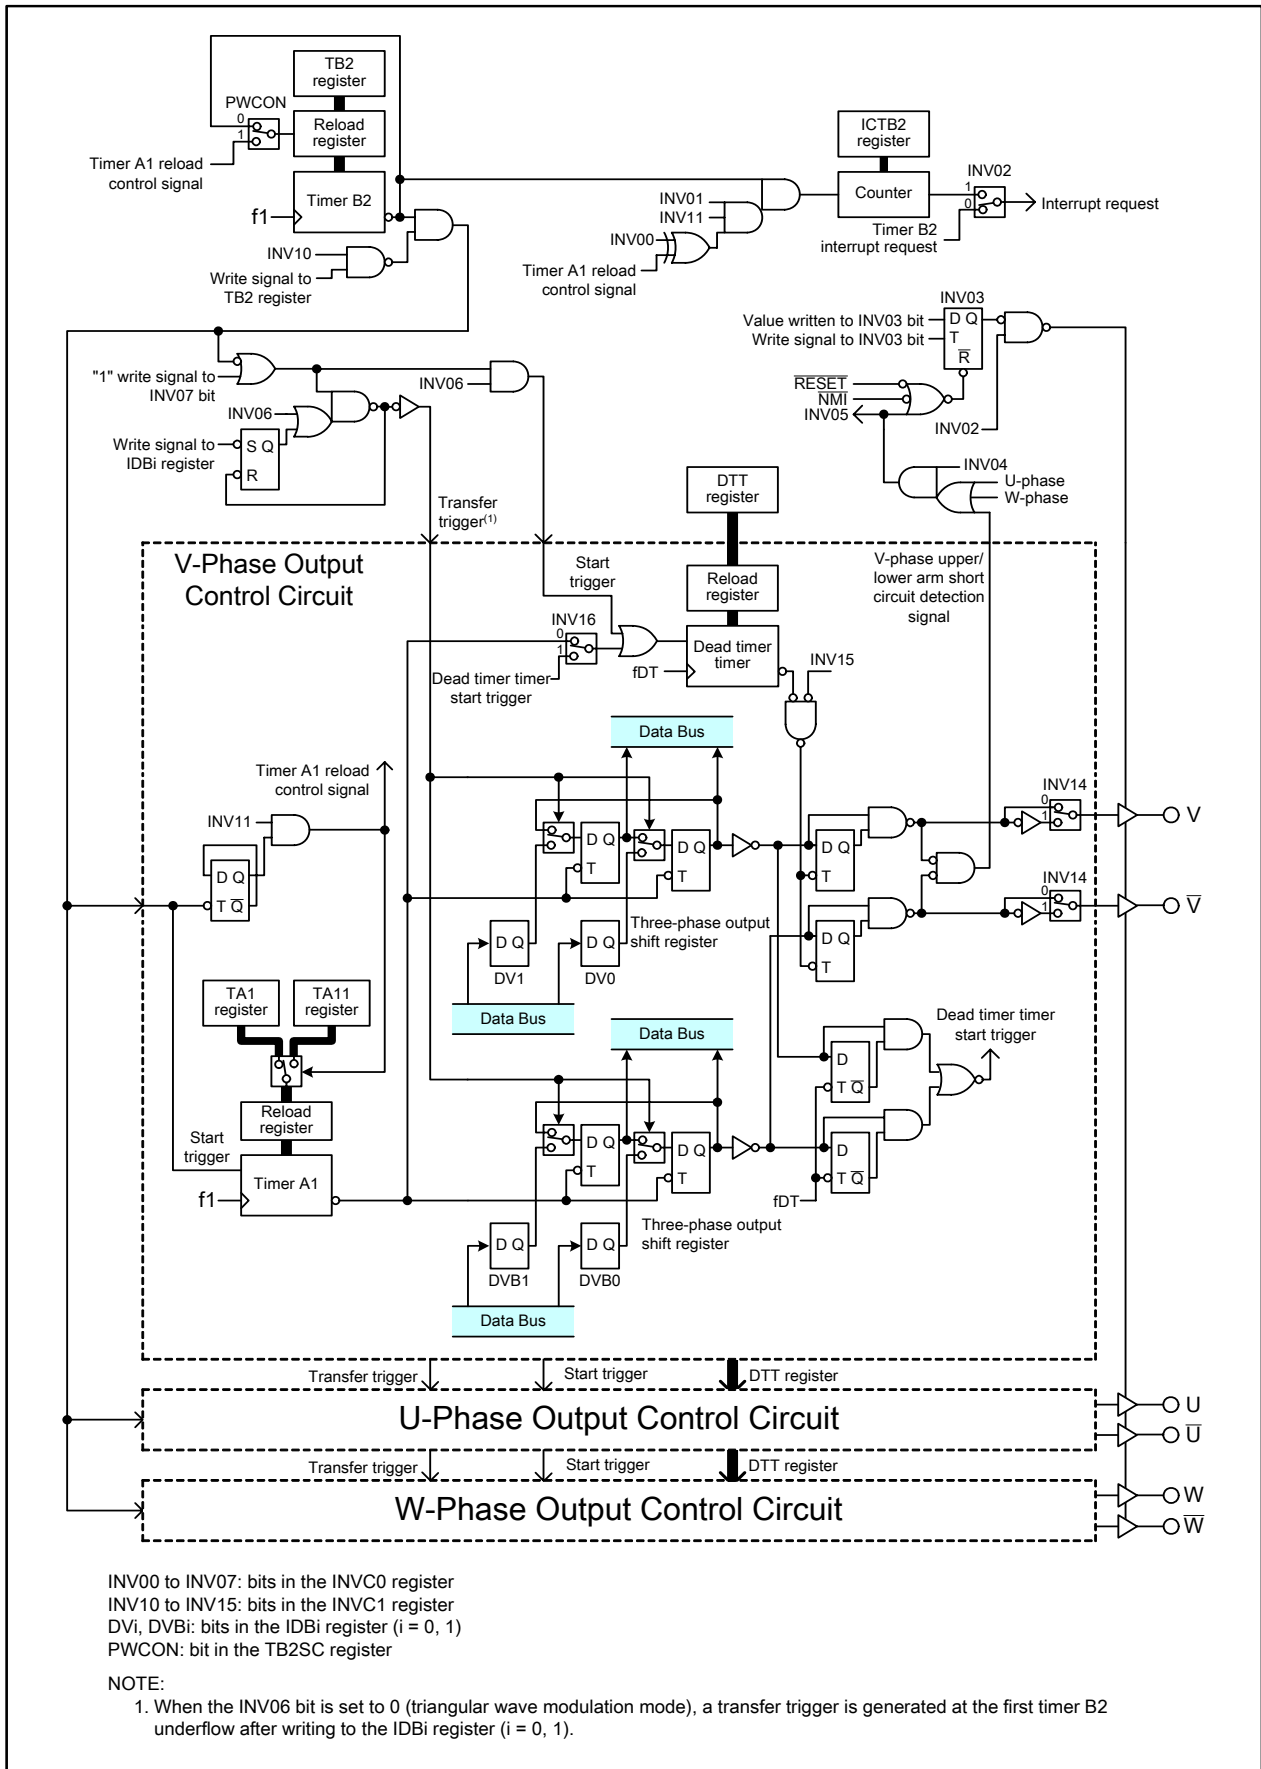 TB2
register
PWCON
0
1
Reload
register
Timer A1 reload
control signal
Timer B2
f1
INV10
Write signal to
TB2 register
ICTB2
register
INV02
1
0
Counter
Interrupt request
INV01
INV11
INV00
Timer B2
interrupt request
Timer A1 reload
control signal
INV03
Value written to INV03 bit
D Q
Write signal to INV03 bit
T
R
"1" write signal to
INV07 bit
INV06
RESET
NMI
INV05
INV06
INV02
Write signal to
IDBi register
S Q
R
INV04
U-phase
W-phase
DTT
register
Transfer
trigger(1)
V-Phase Output
Control Circuit
Start
trigger
V-phase upper/
lower arm short
circuit detection
signal
Reload
register
INV16
0
1
Dead timer
timer
INV15
Dead timer timer
start trigger
fDT
Data Bus
Timer A1 reload
control signal
INV11
INV14
0
1
V
D Q
T
D Q
T
D Q
T
D Q
T Q
INV14
0
1
V
D Q
T
Three-phase output
shift register
D Q
DV1
D Q
DV0
TA1
register
TA11
register
Data Bus
Data Bus
Dead timer timer
start trigger
D
T Q
Reload
register
Start
trigger
D Q
T
D Q
T
D
T Q
Timer A1
f1
fDT
Three-phase output
shift register
D Q
DVB1
D Q
DVB0
Data Bus
Transfer trigger
Start trigger
DTT register
U-Phase Output Control Circuit
U
U
Transfer trigger
Start trigger
DTT register
W-Phase Output Control Circuit
W
W
INV00 to INV07: bits in the INVC0 register
INV10 to INV15: bits in the INVC1 register
DVi, DVBi: bits in the IDBi register (i = 0, 1)
PWCON: bit in the TB2SC register
NOTE:
1. When the INV06 bit is set to 0 (triangular wave modulation mode), a transfer trigger is generated at the first timer B2
underflow after writing to the IDBi register (i = 0, 1).